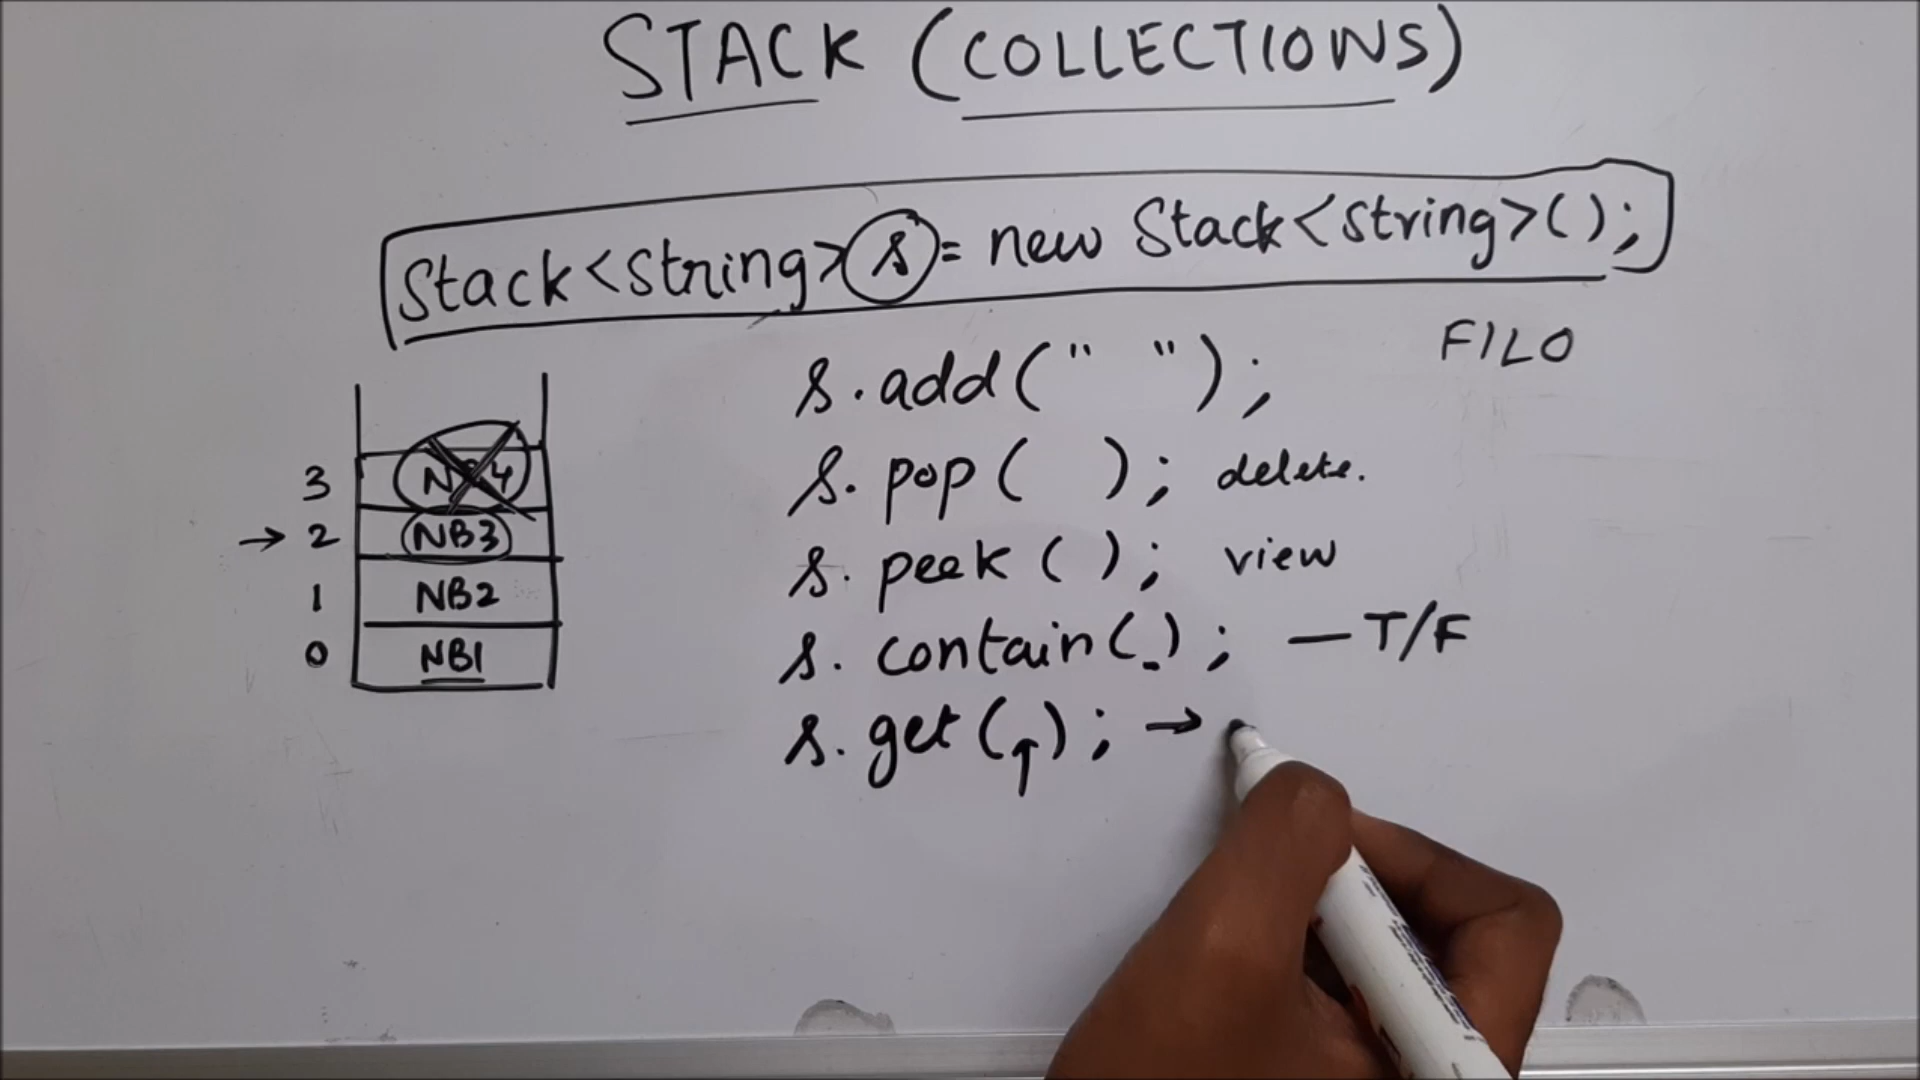 STACK (COLLECTIONS)
Stack<String> s = new Stack<String>();
FILO
s.add(" ");
s.pop( ); delete.
s.peek ( ); view
s.contain(.) ; — T/F
s.get( ) ; →
3 NB4
→ 2 NB3
1 NB2
0 NB1